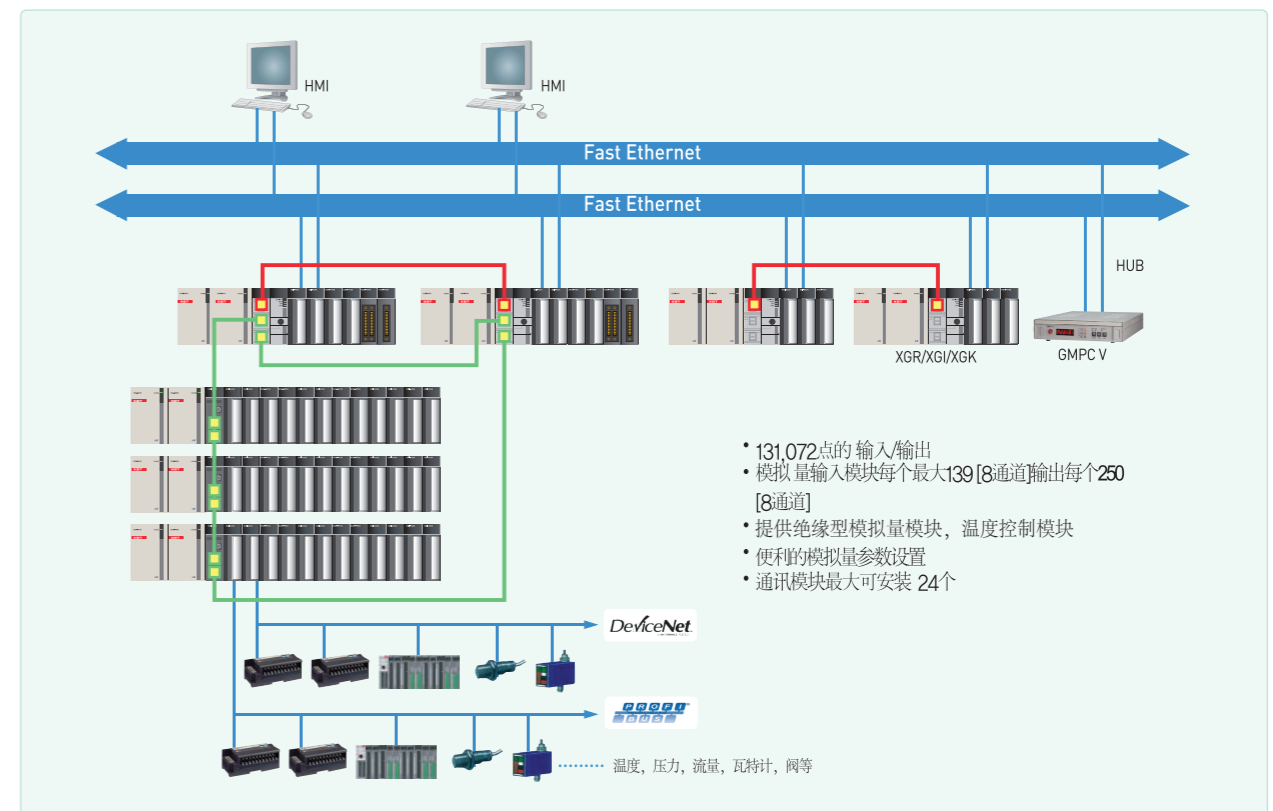 HMI
HMI
Fast Ethernet
Fast Ethernet
HUB
XGR/XGI/XGK
GMPC V
• 131,072点的 输入/输出
• 模拟 量输入模块每个最大139 [8通道]输出每个250
[8通道]
• 提供绝缘型模拟量模块，温度控制模块
• 便利的模拟量参数设置
• 通讯模块最大可安装 24个
DeviceNet
PROFI
BUS
温度，压力，流量，瓦特计，阀等